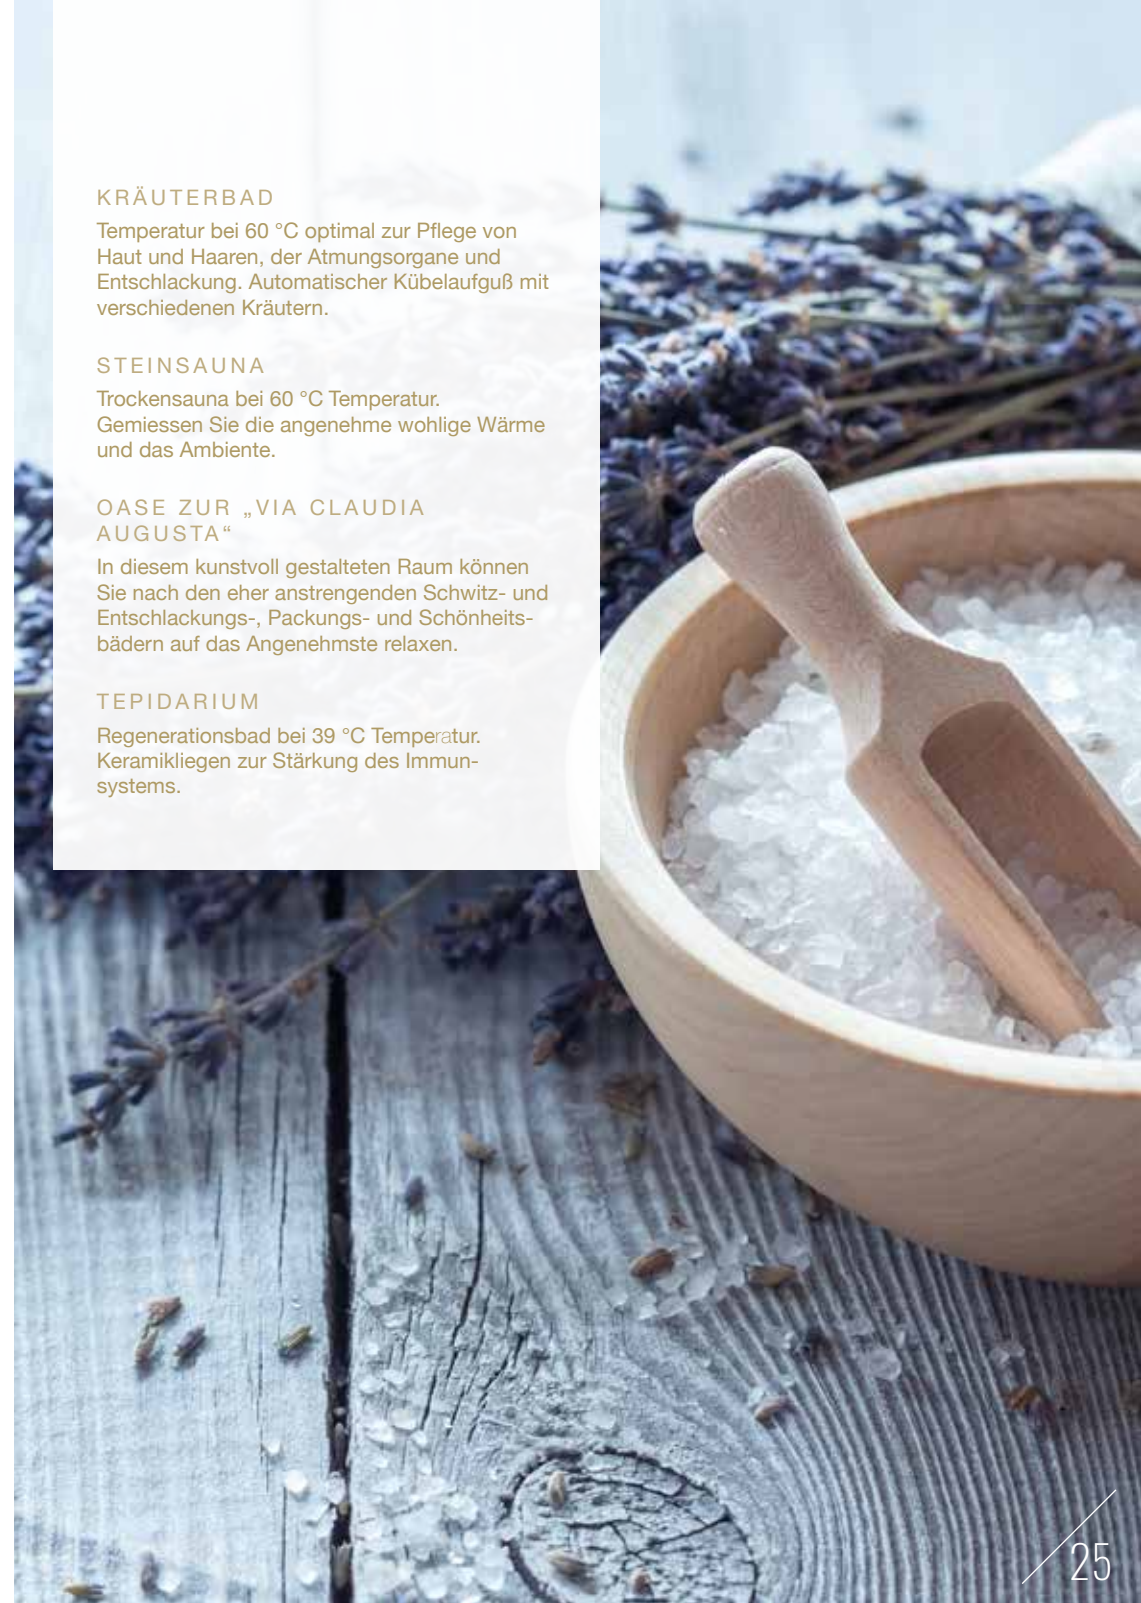 KRÄUTERBAD
Temperatur bei 60 °C optimal zur Pflege von
Haut und Haaren, der Atmungsorgane und
Entschlackung. Automatischer Kübelaufguß mit
verschiedenen Kräutern.
STEINSAUNA
Trockensauna bei 60 °C Temperatur.
Gemiessen Sie die angenehme wohlige Wärme
und das Ambiente.
OASE ZUR „VIA CLAUDIA
AUGUSTA“
In diesem kunstvoll gestalteten Raum können
Sie nach den eher anstrengenden Schwitz- und
Entschlackungs-, Packungs- und Schönheits-
bädern auf das Angenehmste relaxen.
TEPIDARIUM
Regenerationsbad bei 39 °C Temperatur.
Keramikliegen zur Stärkung des Immun-
systems.
25